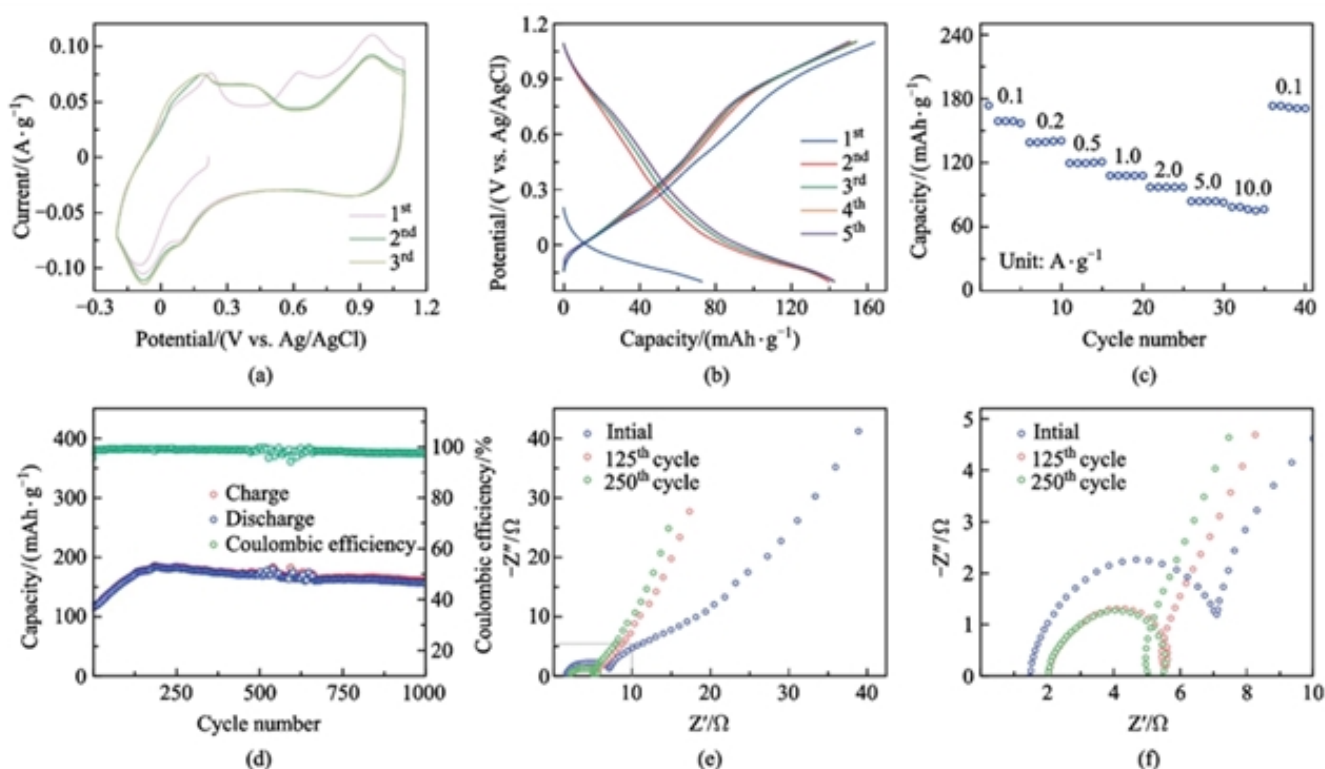 0.10
0.05
0
−0.05
−0.10
−0.3 0 0.3 0.6 0.9 1.2
Current/(A·g⁻¹)
Potential/(V vs. Ag/AgCl)
1st
2nd
3rd
(a)
1.2
0.9
0.6
0.3
0
0 40 80 120 160
Potential/(V vs. Ag/AgCl)
Capacity/(mAh·g⁻¹)
1st
2nd
3rd
4th
5th
(b)
240
180
120
60
0
0 10 20 30 40
Capacity/(mAh·g⁻¹)
Cycle number
0.1
0.2
0.5
1.0
2.0
5.0
10.0
0.1
Unit: A·g⁻¹
(c)
400
350
300
250
200
150
100
0
250 500 750 1000
100
90
80
70
60
50
40
30
20
Capacity/(mAh·g⁻¹)
Coulombic efficiency/%
Charge
Discharge
Coulombic efficiency
Cycle number
(d)
40
30
20
10
0
0 10 20 30 40
−Z″/Ω
Z′/Ω
Intial
125th cycle
250th cycle
(e)
5
4
3
2
1
0
2 4 6 8 10
−Z″/Ω
Z′/Ω
Intial
125th cycle
250th cycle
(f)